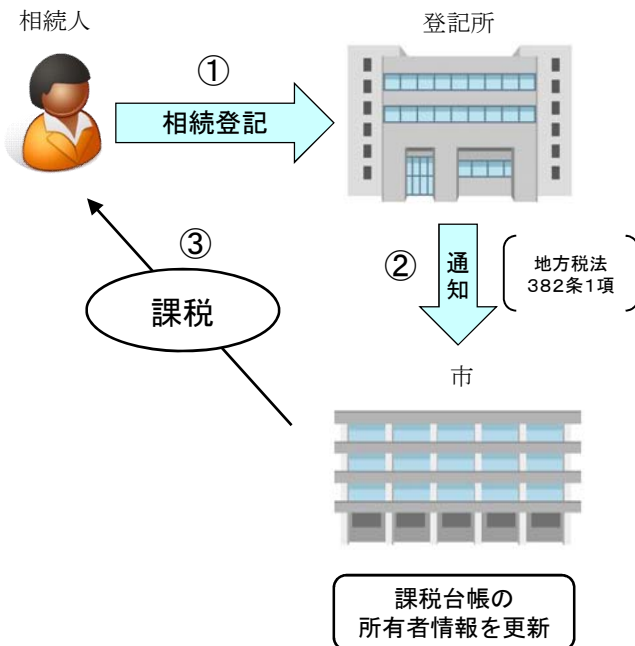 相続人
登記所
①
相続登記
②
通
知
地方税法
382条1項
③
課税
市
課税台帳の
所有者情報を更新